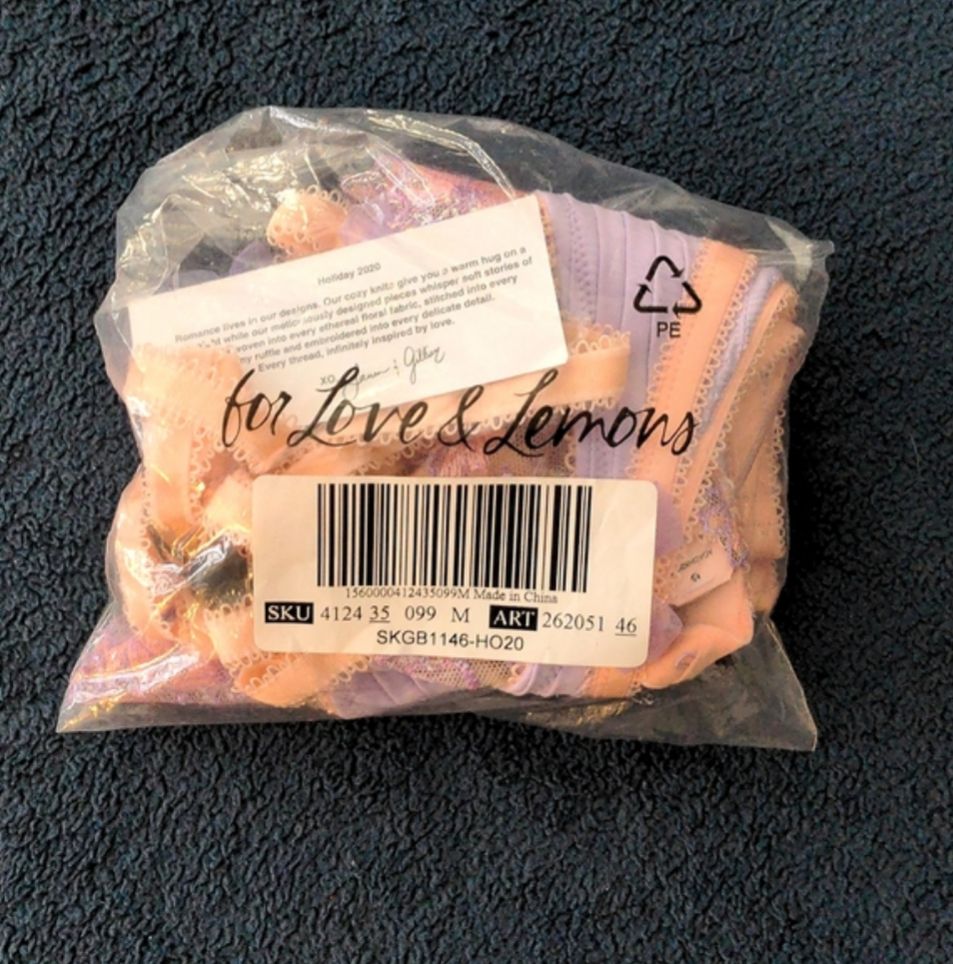 Holiday 2020
Romance lives in our designs. Our cozy knits give you a warm hug on a
while our meticulously designed pieces whisper soft stories of
woven into every ethereal floral fabric, stitched into every
ruffle and embroidered into every delicate detail.
Every thread, infinitely inspired by love.
XO
PE
for Love & Lemons
1560000412435099M Made in China
SKU 4124 35 099 M ART 262051 46
SKGB1146-HO20